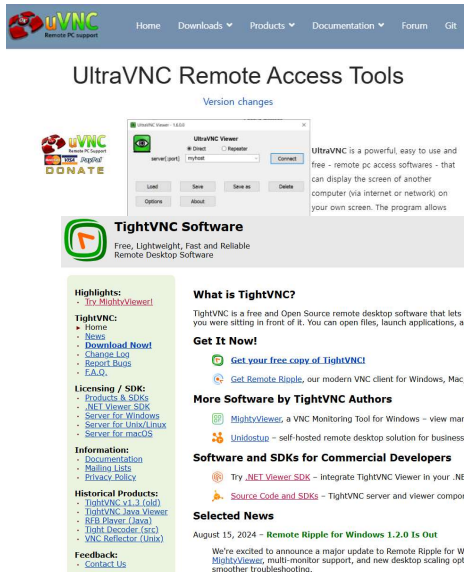 uVNC
Remote PC support
Home
Downloads
Products
Documentation
Forum
Git
UltraVNC Remote Access Tools
Version changes
uVNC
Remote PC Support
VISA
PayPal
DONATE
UltraVNC Viewer - 1.6.0.0
UltraVNC Viewer
Direct
Repeater
server[:port]
myhost
Connect
Load
Save
Save as
Delete
Options
About
UltraVNC is a powerful, easy to use and
free - remote pc access softwares - that
can display the screen of another
computer (via internet or network) on
your own screen. The program allows
TightVNC Software
Free, Lightweight, Fast and Reliable
Remote Desktop Software
Highlights:
Try MightyViewer!
TightVNC:
Home
News
Download Now!
Change Log
Report Bugs
F.A.Q.
Licensing / SDK:
Products & SDKs
.NET Viewer SDK
Server for Windows
Server for Unix/Linux
Server for macOS
Information:
Documentation
Mailing Lists
Privacy Policy
Historical Products:
TightVNC v1.3 (old)
TightVNC Java Viewer
RFB Player (Java)
Tight Decoder (src)
VNC Reflector (Unix)
Feedback:
Contact Us
What is TightVNC?
TightVNC is a free and Open Source remote desktop software that lets
you were sitting in front of it. You can open files, launch applications, a
Get It Now!
Get your free copy of TightVNC!
Get Remote Ripple, our modern VNC client for Windows, Mac
More Software by TightVNC Authors
MightyViewer, a VNC Monitoring Tool for Windows – view mar
Unidostup – self-hosted remote desktop solution for business
Software and SDKs for Commercial Developers
Try .NET Viewer SDK – integrate TightVNC Viewer in your .NE
Source Code and SDKs – TightVNC server and viewer compor
Selected News
August 15, 2024 – Remote Ripple for Windows 1.2.0 Is Out
We're excited to announce a major update to Remote Ripple for W
MightyViewer, multi-monitor support, and new desktop scaling opt
smoother troubleshooting.